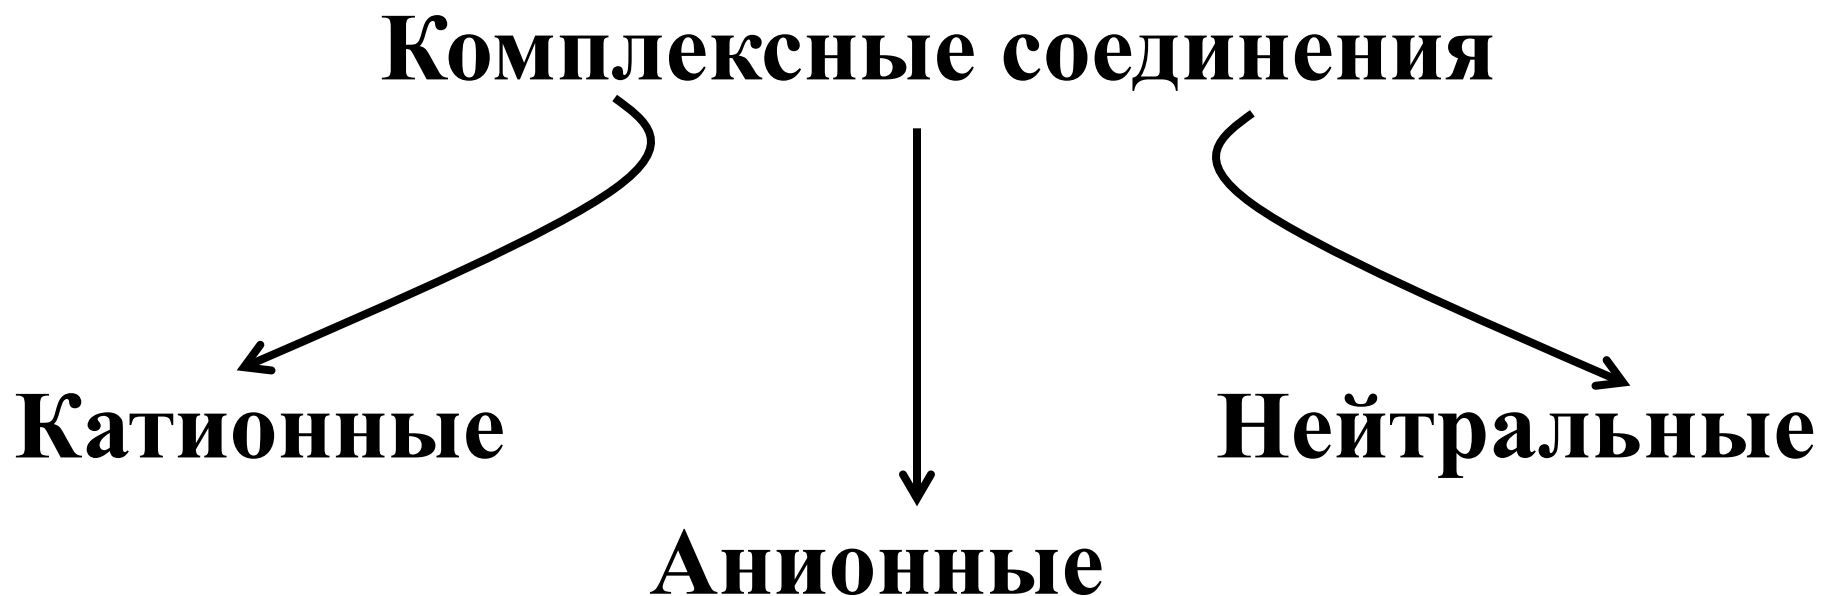 Комплексные соединения
Катионные
Нейтральные
Анионные